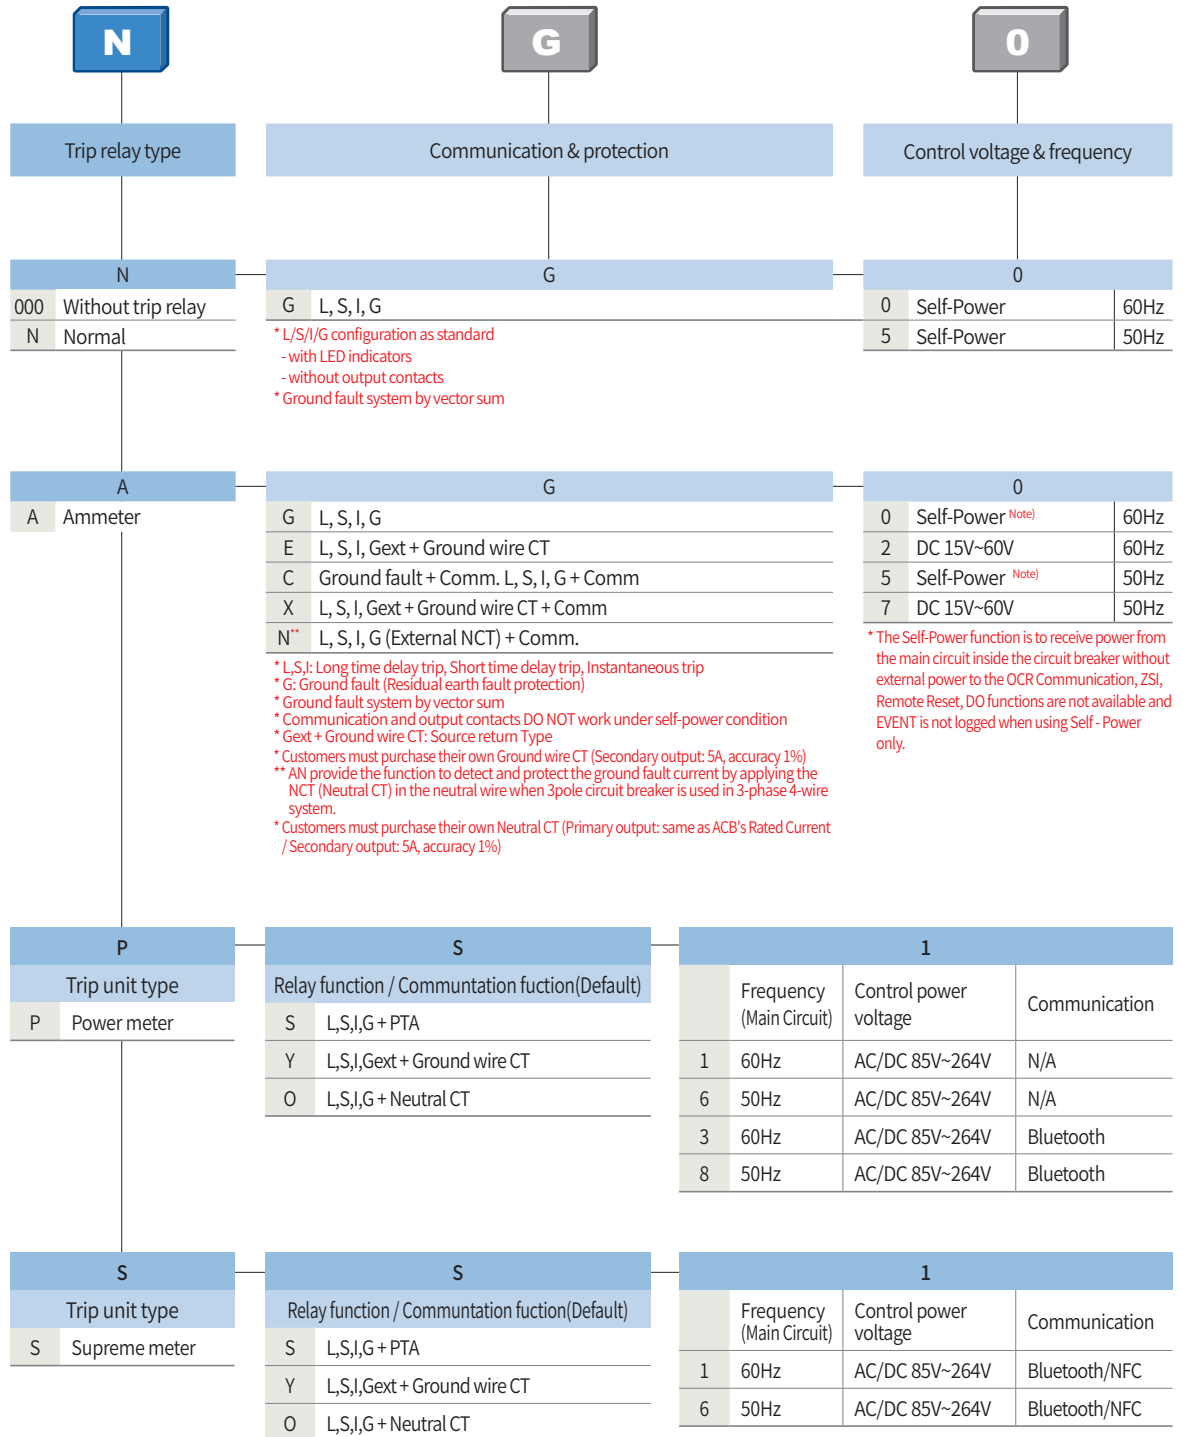 N G 0
Trip relay type Communication & protection Control voltage & frequency
N G 0
000 Without trip relay G L, S, I, G 0 Self-Power 60Hz
N Normal 5 Self-Power 50Hz
* L/S/I/G configuration as standard
- with LED indicators
- without output contacts
* Ground fault system by vector sum
A G 0
A Ammeter G L, S, I, G 0 Self-Power Note) 60Hz
E L, S, I, Gext + Ground wire CT 2 DC 15V~60V 60Hz
C Ground fault + Comm. L, S, I, G + Comm 5 Self-Power Note) 50Hz
X L, S, I, Gext + Ground wire CT + Comm 7 DC 15V~60V 50Hz
N** L, S, I, G (External NCT) + Comm.
* L,S,I: Long time delay trip, Short time delay trip, Instantaneous trip
* G: Ground fault (Residual earth fault protection)
* Ground fault system by vector sum
* Communication and output contacts DO NOT work under self-power condition
* Gext + Ground wire CT: Source return Type
* Customers must purchase their own Ground wire CT (Secondary output: 5A, accuracy 1%)
** AN provide the function to detect and protect the ground fault current by applying the
NCT (Neutral CT) in the neutral wire when 3pole circuit breaker is used in 3-phase 4-wire
system.
* Customers must purchase their own Neutral CT (Primary output: same as ACB's Rated Current
/ Secondary output: 5A, accuracy 1%)
* The Self-Power function is to receive power from
the main circuit inside the circuit breaker without
external power to the OCR Communication, ZSI,
Remote Reset, DO functions are not available and
EVENT is not logged when using Self - Power
only.
P S 1
Trip unit type Relay function / Communtation fuction(Default)
P Power meter
S L,S,I,G + PTA
Y L,S,I,Gext + Ground wire CT
O L,S,I,G + Neutral CT
Frequency
(Main Circuit) Control power
voltage Communication
1 60Hz AC/DC 85V~264V N/A
6 50Hz AC/DC 85V~264V N/A
3 60Hz AC/DC 85V~264V Bluetooth
8 50Hz AC/DC 85V~264V Bluetooth
S S 1
Trip unit type Relay function / Communtation fuction(Default)
S Supreme meter
S L,S,I,G + PTA
Y L,S,I,Gext + Ground wire CT
O L,S,I,G + Neutral CT
Frequency
(Main Circuit) Control power
voltage Communication
1 60Hz AC/DC 85V~264V Bluetooth/NFC
6 50Hz AC/DC 85V~264V Bluetooth/NFC